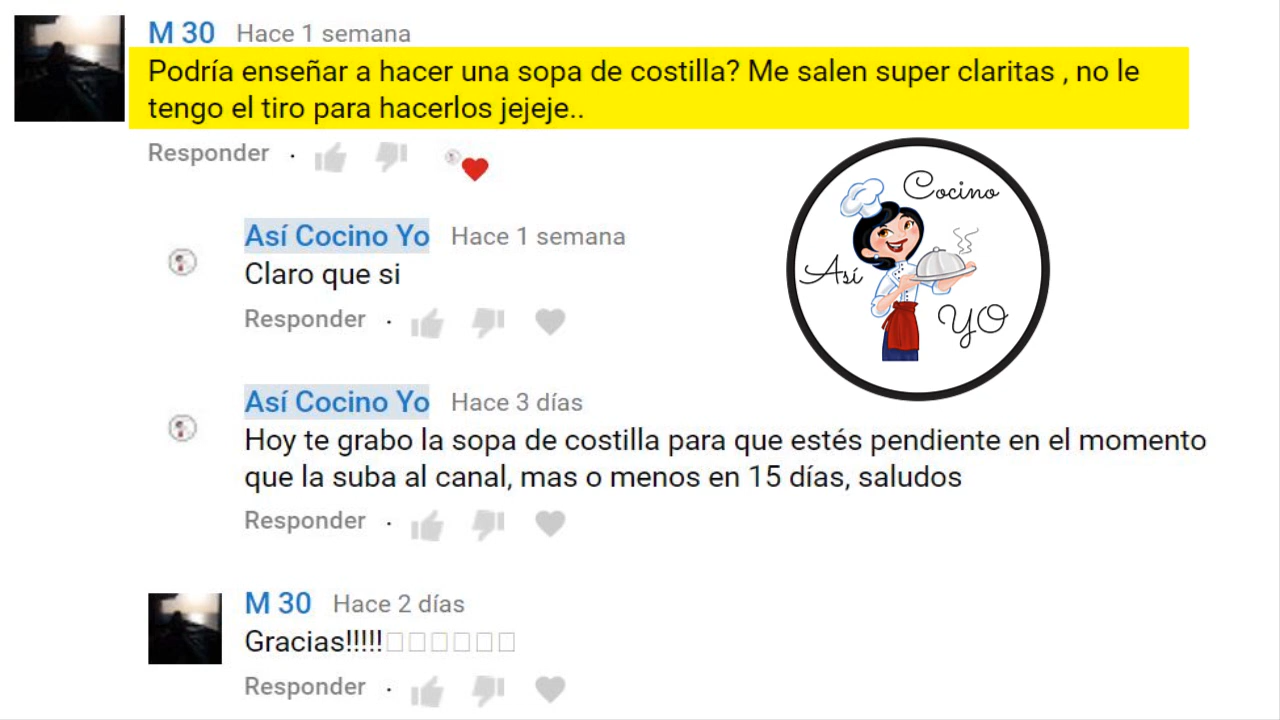 M 30 Hace 1 semana
Podría enseñar a hacer una sopa de costilla? Me salen super claritas , no le
tengo el tiro para hacerlos jejeje..
Responder ·
Así Cocino Yo Hace 1 semana
Claro que si
Responder ·
Cocino
Así
YO
Así Cocino Yo Hace 3 días
Hoy te grabo la sopa de costilla para que estés pendiente en el momento
que la suba al canal, mas o menos en 15 días, saludos
Responder ·
M 30 Hace 2 días
Gracias!!!!!□□□□□□
Responder ·